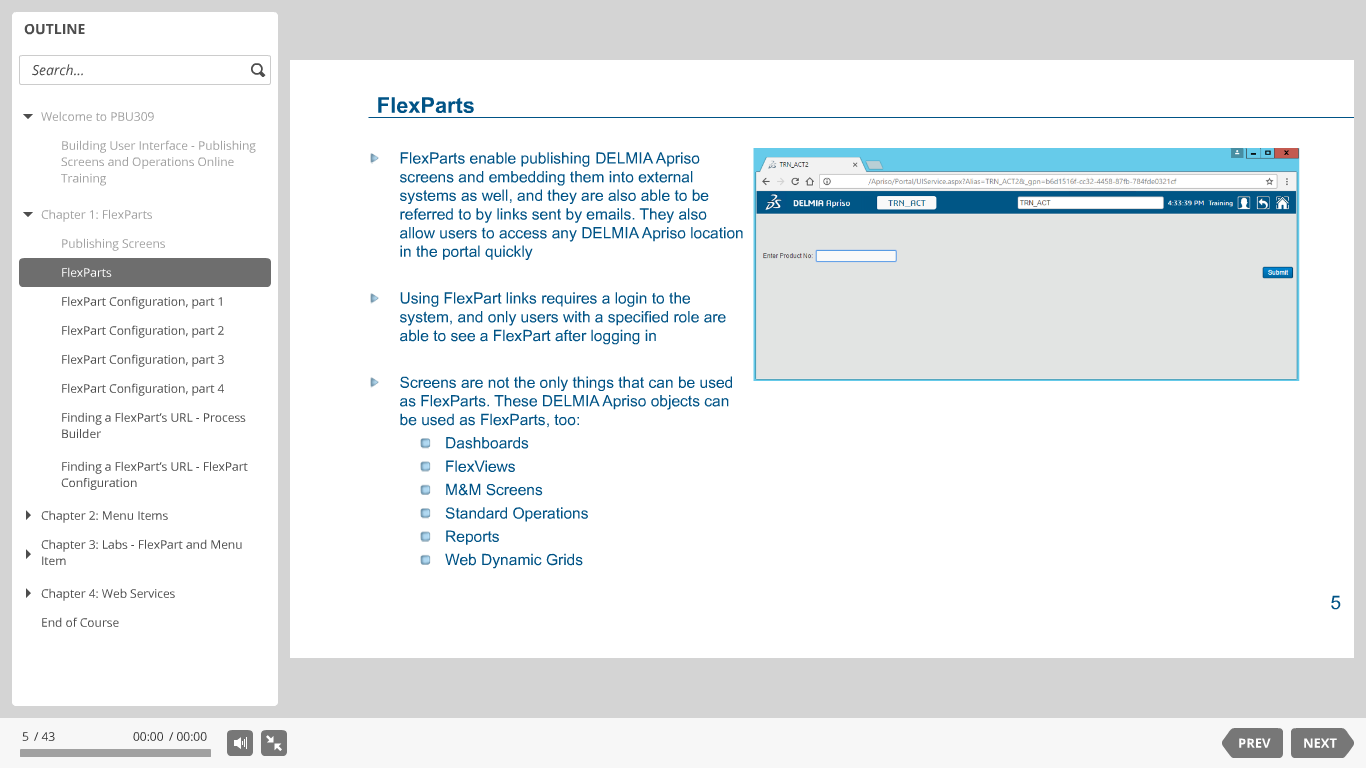 OUTLINE
Search...
Welcome to PBU309
Building User Interface - Publishing
Screens and Operations Online
Training
Chapter 1: FlexParts
Publishing Screens
FlexParts
FlexPart Configuration, part 1
FlexPart Configuration, part 2
FlexPart Configuration, part 3
FlexPart Configuration, part 4
Finding a FlexPart's URL - Process
Builder
Finding a FlexPart's URL - FlexPart
Configuration
Chapter 2: Menu Items
Chapter 3: Labs - FlexPart and Menu
Item
Chapter 4: Web Services
End of Course
FlexParts
FlexParts enable publishing DELMIA Apriso
screens and embedding them into external
systems as well, and they are also able to be
referred to by links sent by emails. They also
allow users to access any DELMIA Apriso location
in the portal quickly
Using FlexPart links requires a login to the
system, and only users with a specified role are
able to see a FlexPart after logging in
Screens are not the only things that can be used
as FlexParts. These DELMIA Apriso objects can
be used as FlexParts, too:
Dashboards
FlexViews
M&M Screens
Standard Operations
Reports
Web Dynamic Grids
TRN_ACT2
/Apriso/Portal/UIService.aspx?Alias=TRN_ACT2&_gpn=b6d1516f-cc32-4458-87fb-784fde0321cf
DELMIA Apriso TRN_ACT TRN_ACT 4:33:39 PM Training
Enter Product No:
Submit
5
5 / 43 00:00 / 00:00
PREV NEXT